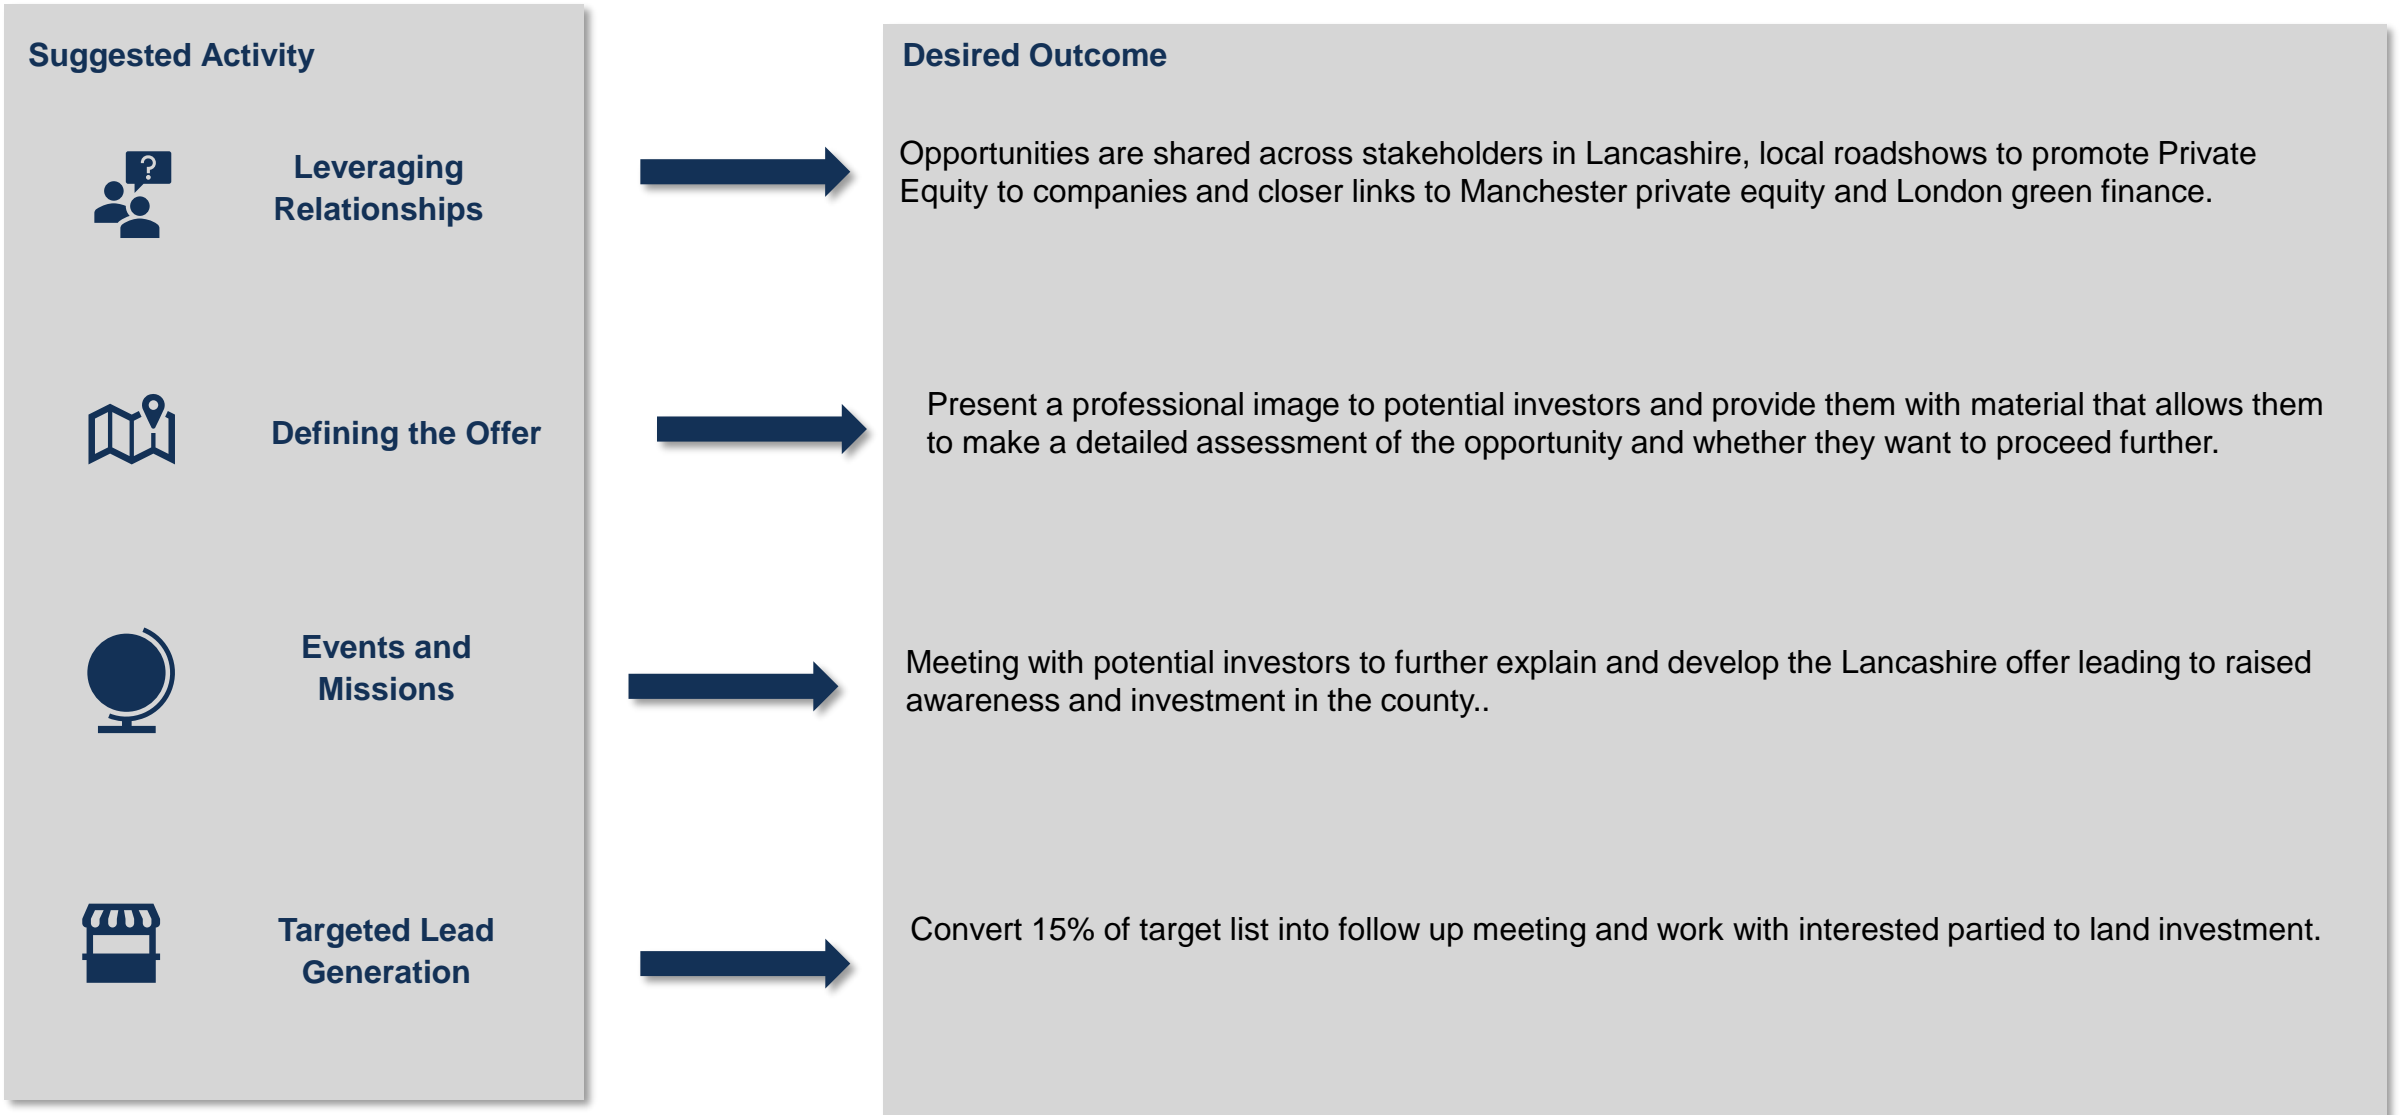 Suggested Activity
Desired Outcome
?
Leveraging
Relationships
Opportunities are shared across stakeholders in Lancashire, local roadshows to promote Private
Equity to companies and closer links to Manchester private equity and London green finance.
Defining the Offer
Present a professional image to potential investors and provide them with material that allows them
to make a detailed assessment of the opportunity and whether they want to proceed further.
Events and
Missions
Meeting with potential investors to further explain and develop the Lancashire offer leading to raised
awareness and investment in the county..
Targeted Lead
Generation
Convert 15% of target list into follow up meeting and work with interested partied to land investment.